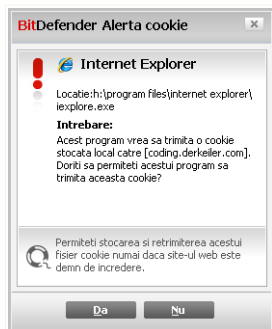 BitDefender Alerta cookie
Internet Explorer
Locatie:h:\program files\internet explorer\
iexplore.exe
Intrebare:
Acest program vrea sa trimita o cookie
stocata local catre [coding.derkeiler.com].
Doriti sa permiteti acestui program sa
trimita aceasta cookie?
Permiteti stocarea si retrimiterea acestui
fisier cookie numai daca site-ul web este
demn de incredere.
Da Nu